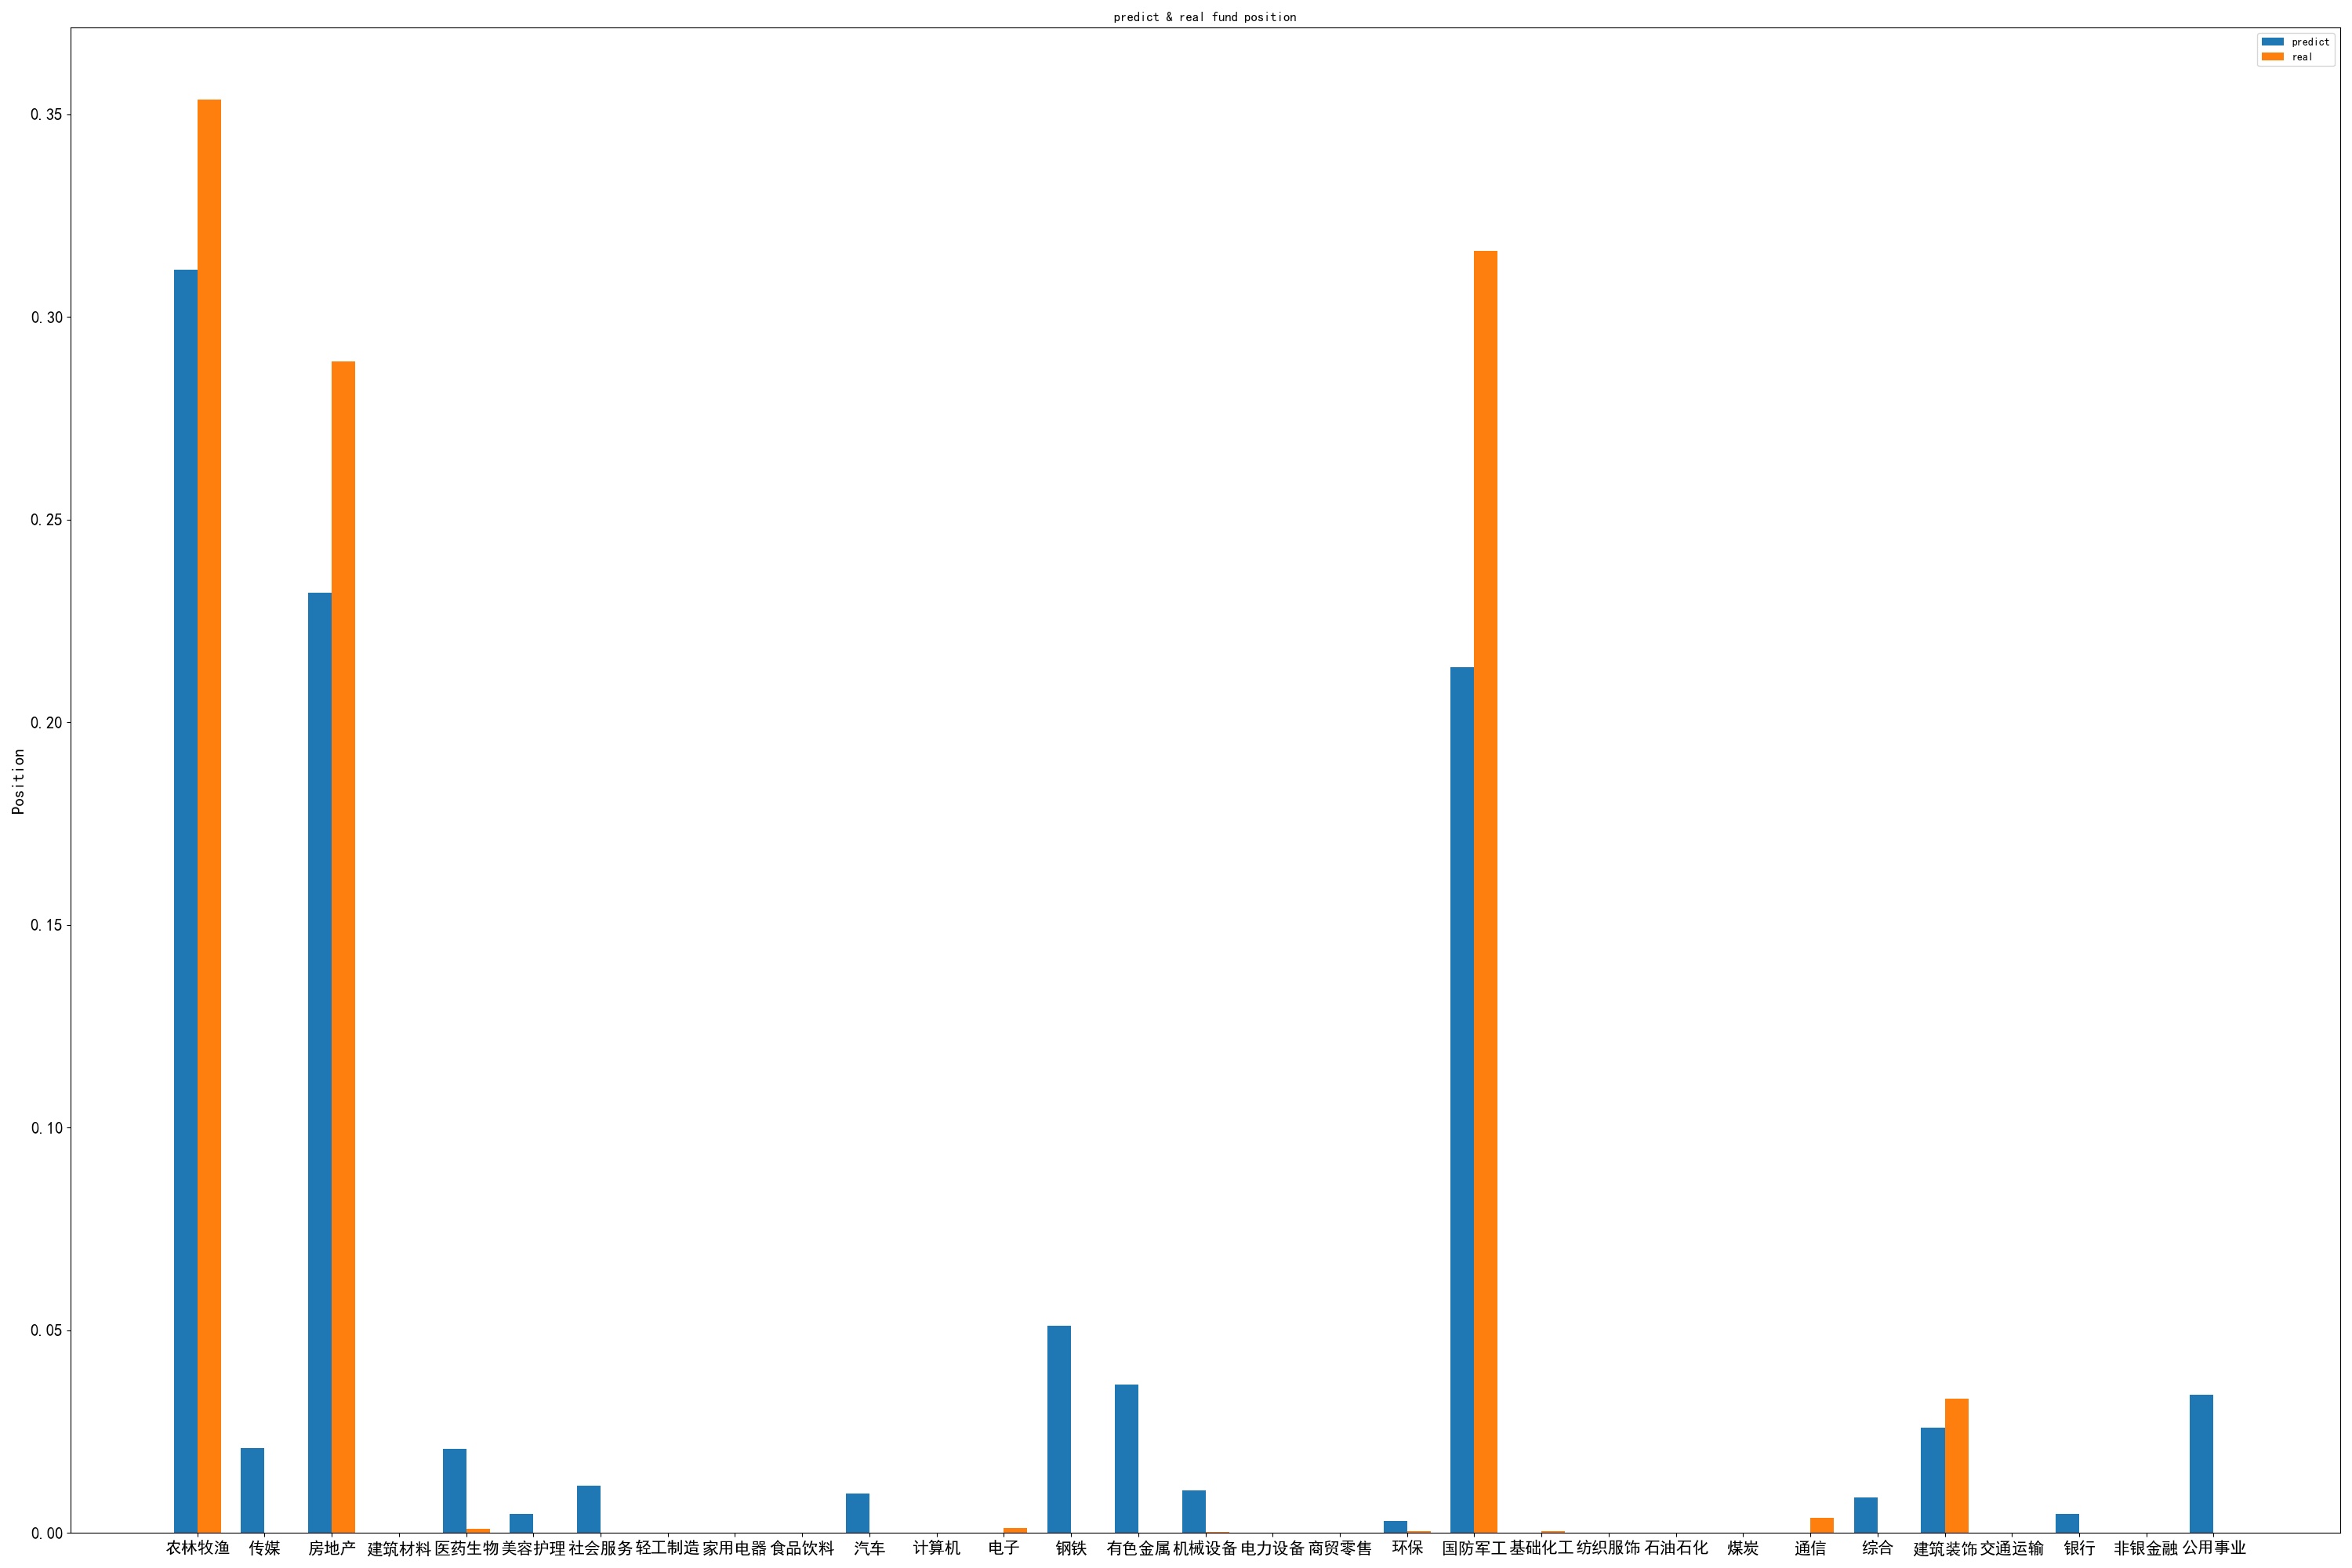 predict & real fund position
predict
real
Position
0.35
0.30
0.25
0.20
0.15
0.10
0.05
0.00
农林牧渔 传媒 房地产 建筑材料 医药生物 美容护理 社会服务 轻工制造 家用电器 食品饮料 汽车 计算机 电子 钢铁 有色金属 机械设备 电力设备 商贸零售 环保 国防军工 基础化工 纺织服饰 石油石化 煤炭 通信 综合 建筑装饰 交通运输 银行 非银金融 公用事业